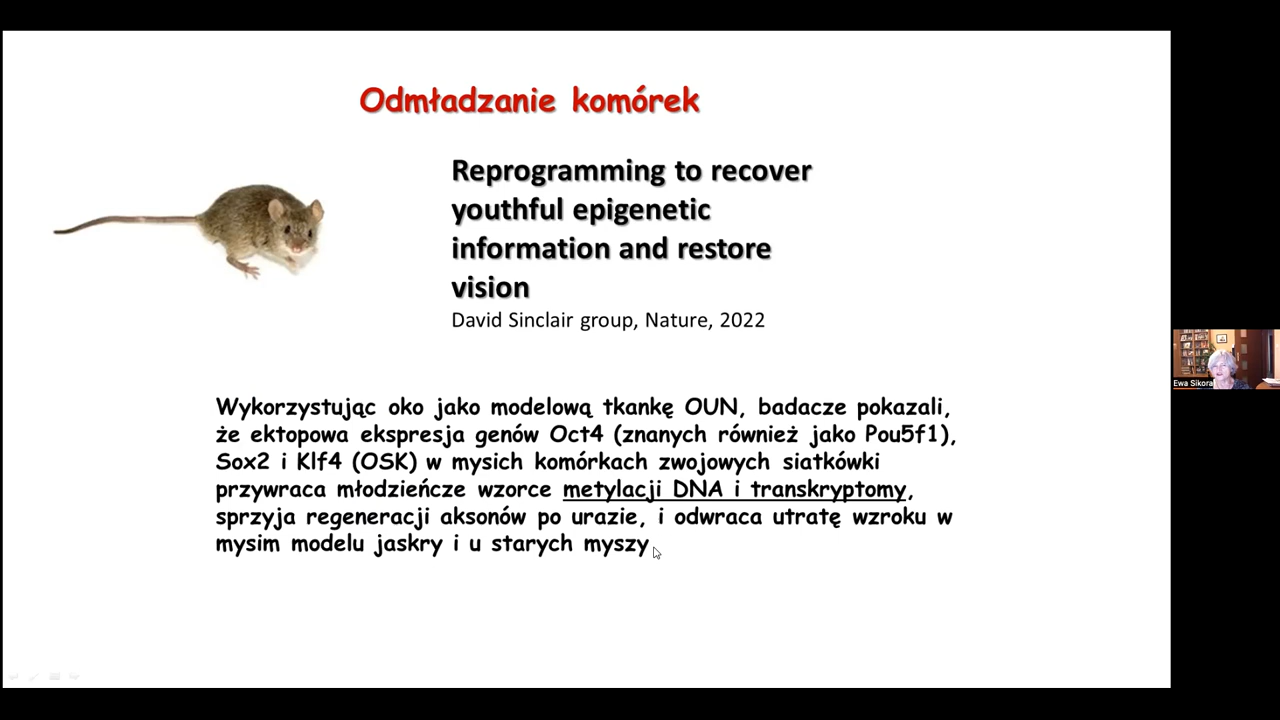 Odmładzanie komórek
Reprogramming to recover
youthful epigenetic
information and restore
vision
David Sinclair group, Nature, 2022
Wykorzystując oko jako modelową tkankę OUN, badacze pokazali,
że ektopowa ekspresja genów Oct4 (znanych również jako Pou5f1),
Sox2 i Klf4 (OSK) w mysich komórkach zwojowych siatkówki
przywraca młodzieńcze wzorce metylacji DNA i transkryptomy,
sprzyja regeneracji aksonów po urazie, i odwraca utratę wzroku w
mysim modelu jaskry i u starych myszy
Ewa Sikora